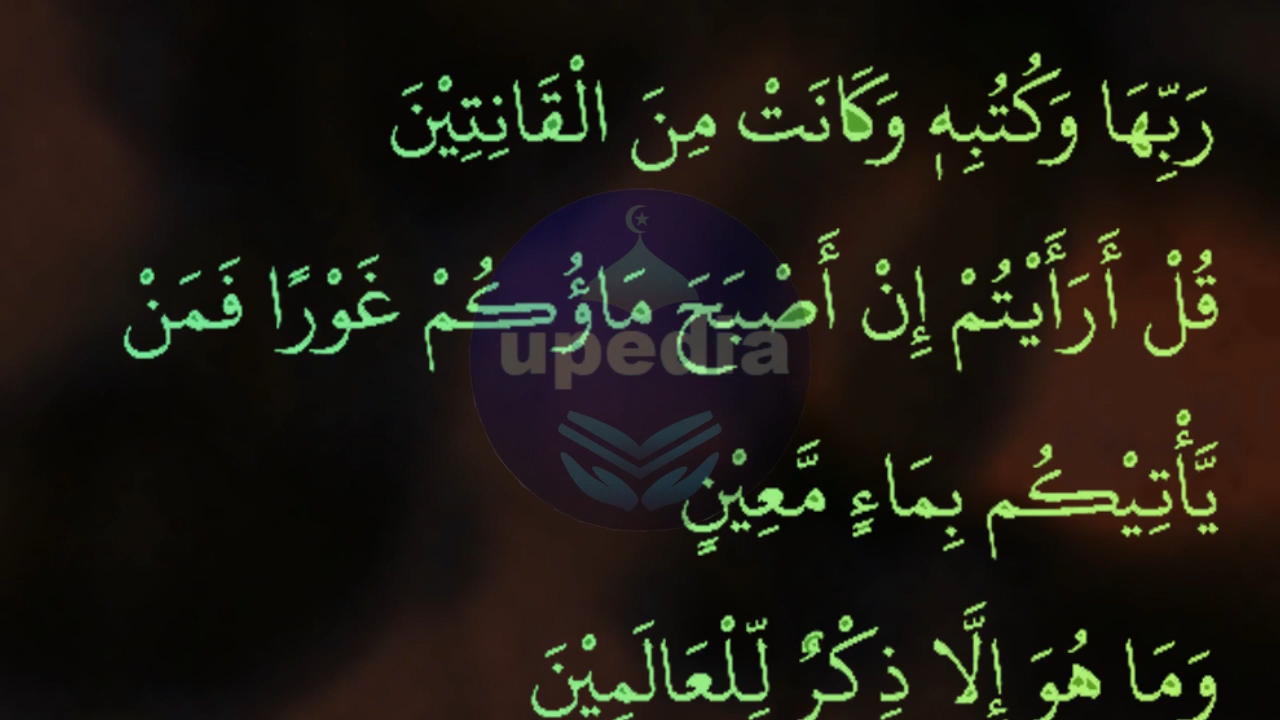 رَبِّهَا وَكُتُبِهٖ وَكَانَتْ مِنَ الْقَانِتِيْنَ
قُلْ أَرَأَيْتُمْ إِنْ أَصْبَحَ مَاؤُكُمْ غَوْرًا فَمَنْ
يَّأْتِيْكُم بِمَاءٍ مَّعِيْنٍ
وَمَا هُوَ إِلَّا ذِكْرٌ لِّلْعَالَمِيْنَ
upedia